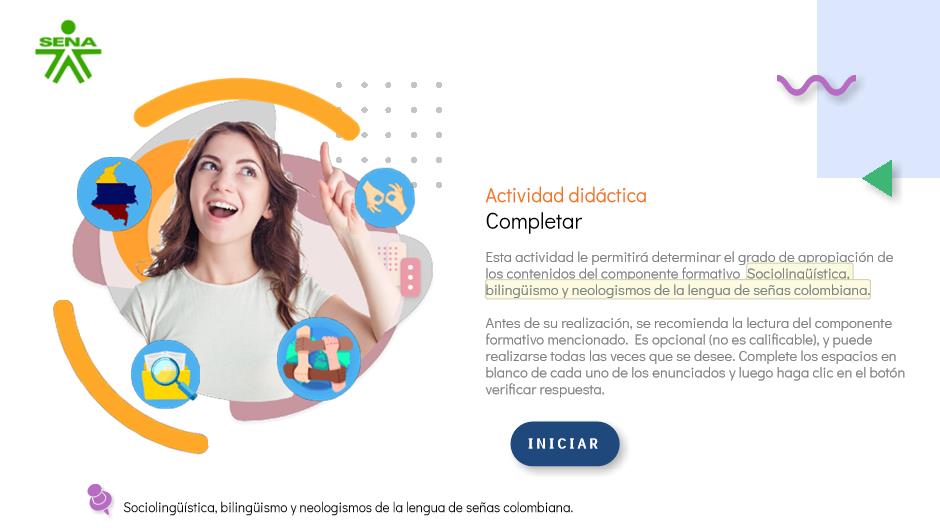 SENA
Actividad didáctica
Completar
Esta actividad le permitirá determinar el grado de apropiación de
los contenidos del componente formativo Sociolingüística,
bilingüismo y neologismos de la lengua de señas colombiana.
Antes de su realización, se recomienda la lectura del componente
formativo mencionado. Es opcional (no es calificable), y puede
realizarse todas las veces que se desee. Complete los espacios en
blanco de cada uno de los enunciados y luego haga clic en el botón
verificar respuesta.
INICIAR
Sociolingüística, bilingüismo y neologismos de la lengua de señas colombiana.